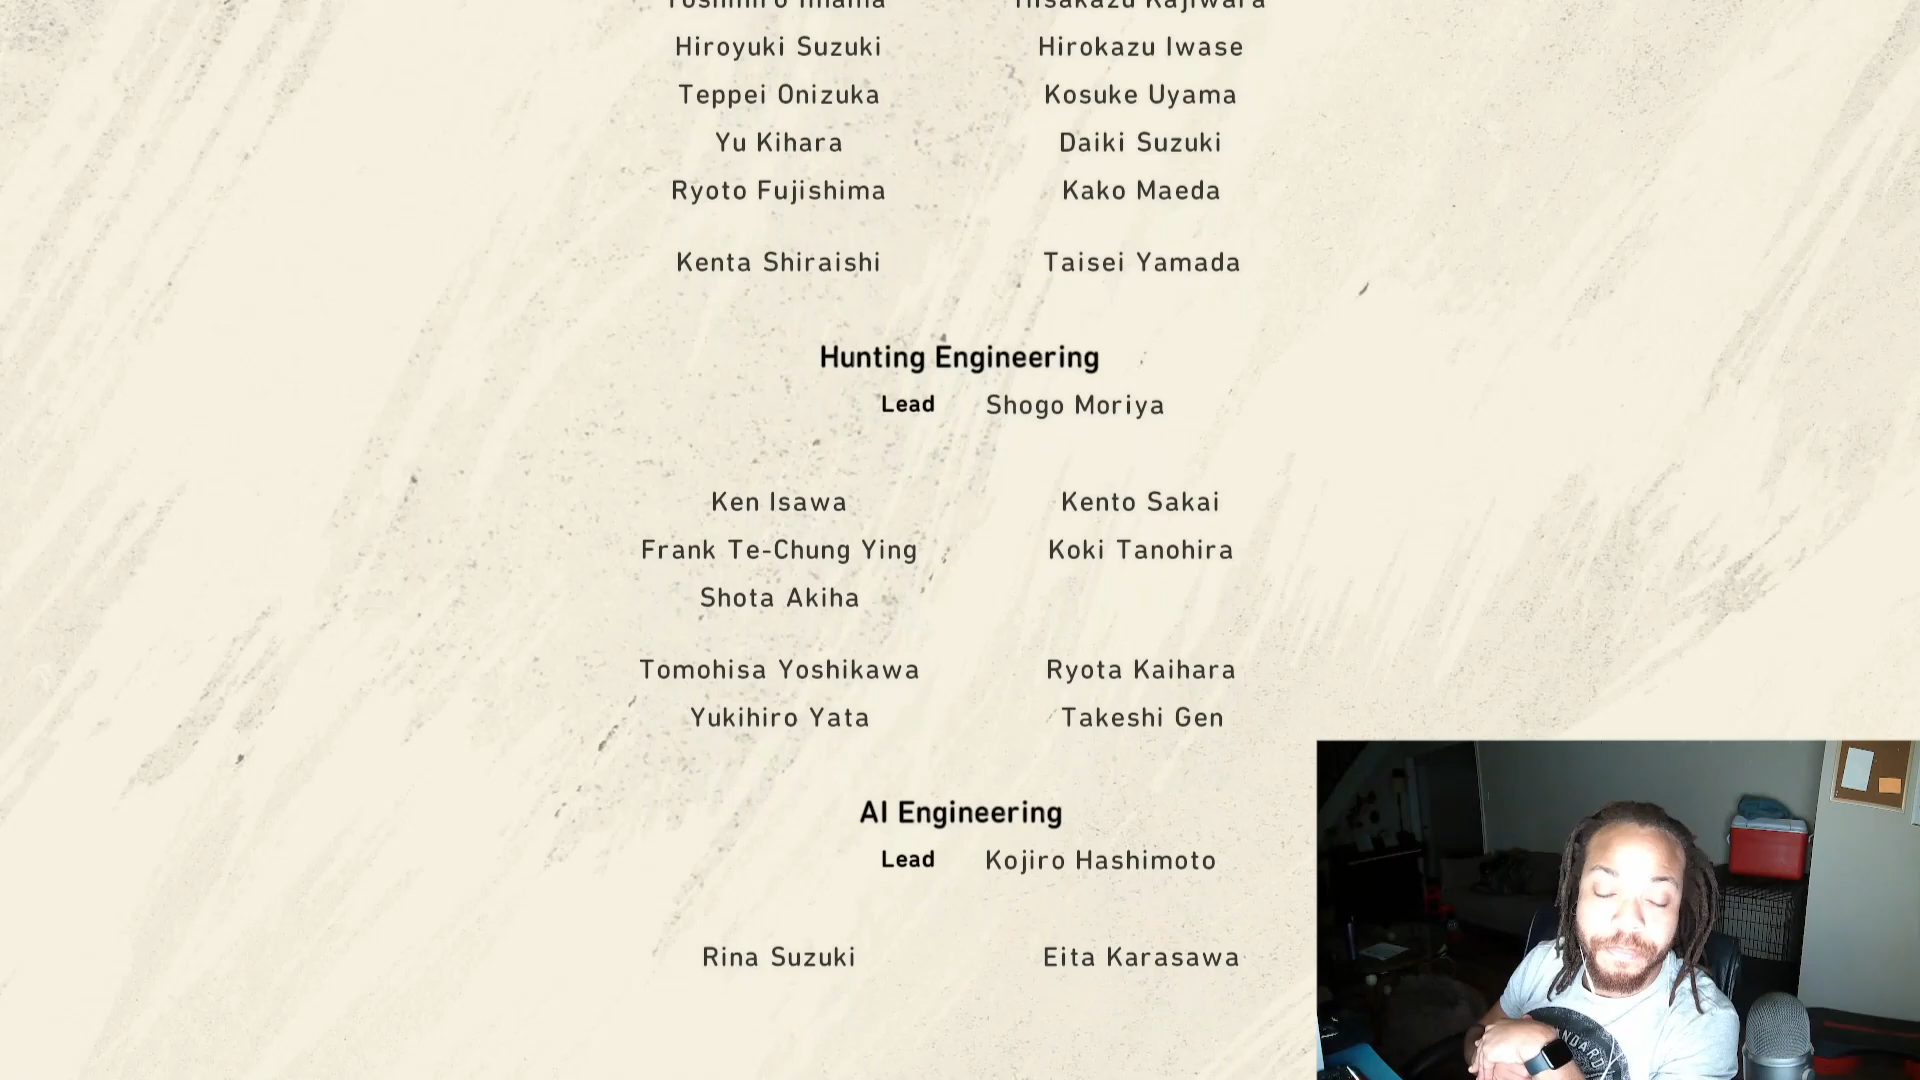 Hiroyuki Suzuki Hirokazu Iwase
Teppei Onizuka Kosuke Uyama
Yu Kihara Daiki Suzuki
Ryoto Fujishima Kako Maeda
Kenta Shiraishi Taisei Yamada
Hunting Engineering
Lead Shogo Moriya
Ken Isawa Kento Sakai
Frank Te-Chung Ying Koki Tanohira
Shota Akiha
Tomohisa Yoshikawa Ryota Kaihara
Yukihiro Yata Takeshi Gen
AI Engineering
Lead Kojiro Hashimoto
Rina Suzuki Eita Karasawa